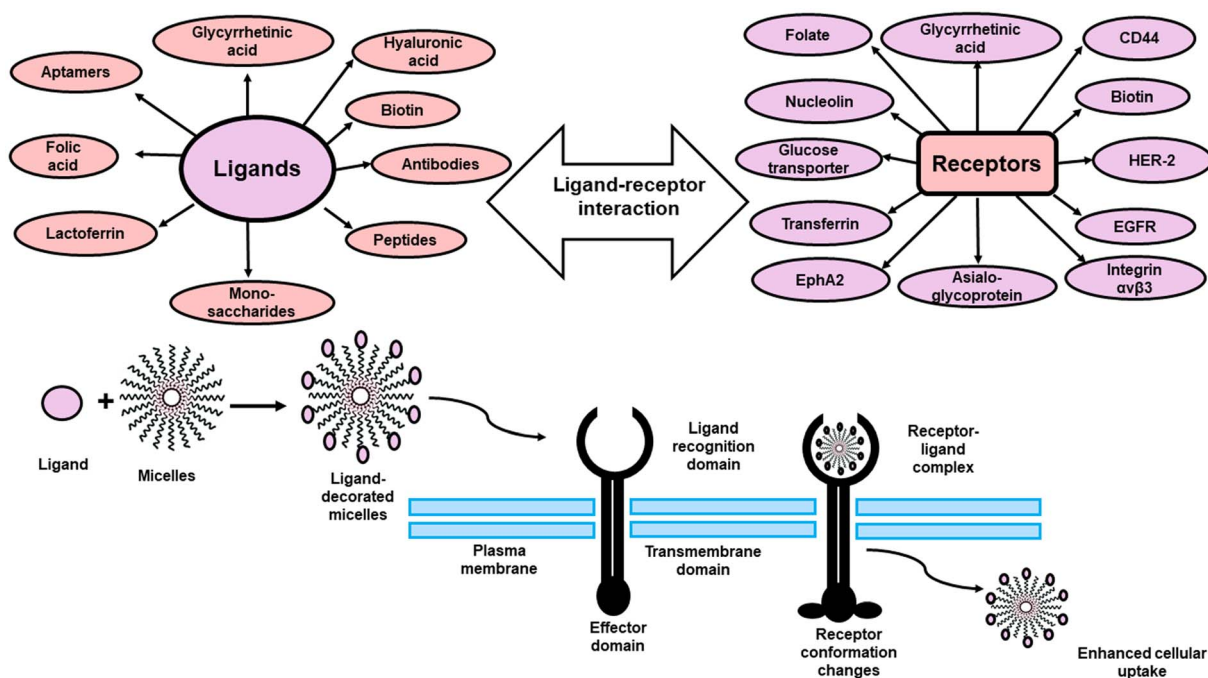 Glycyrrhetinic
acid
Hyaluronic
acid
Aptamers
Biotin
Folic
acid
Ligands
Antibodies
Lactoferrin
Peptides
Mono-
saccharides
Ligand-receptor
interaction
Folate
Glycyrrhetinic
acid
CD44
Nucleolin
Biotin
Glucose
transporter
Receptors
HER-2
Transferrin
EGFR
EphA2
Asialo-
glycoprotein
Integrin
αvβ3
+
Ligand
Micelles
Ligand-
decorated
micelles
Ligand
recognition
domain
Receptor-
ligand
complex
Plasma
membrane
Transmembrane
domain
Effector
domain
Receptor
conformation
changes
Enhanced cellular
uptake